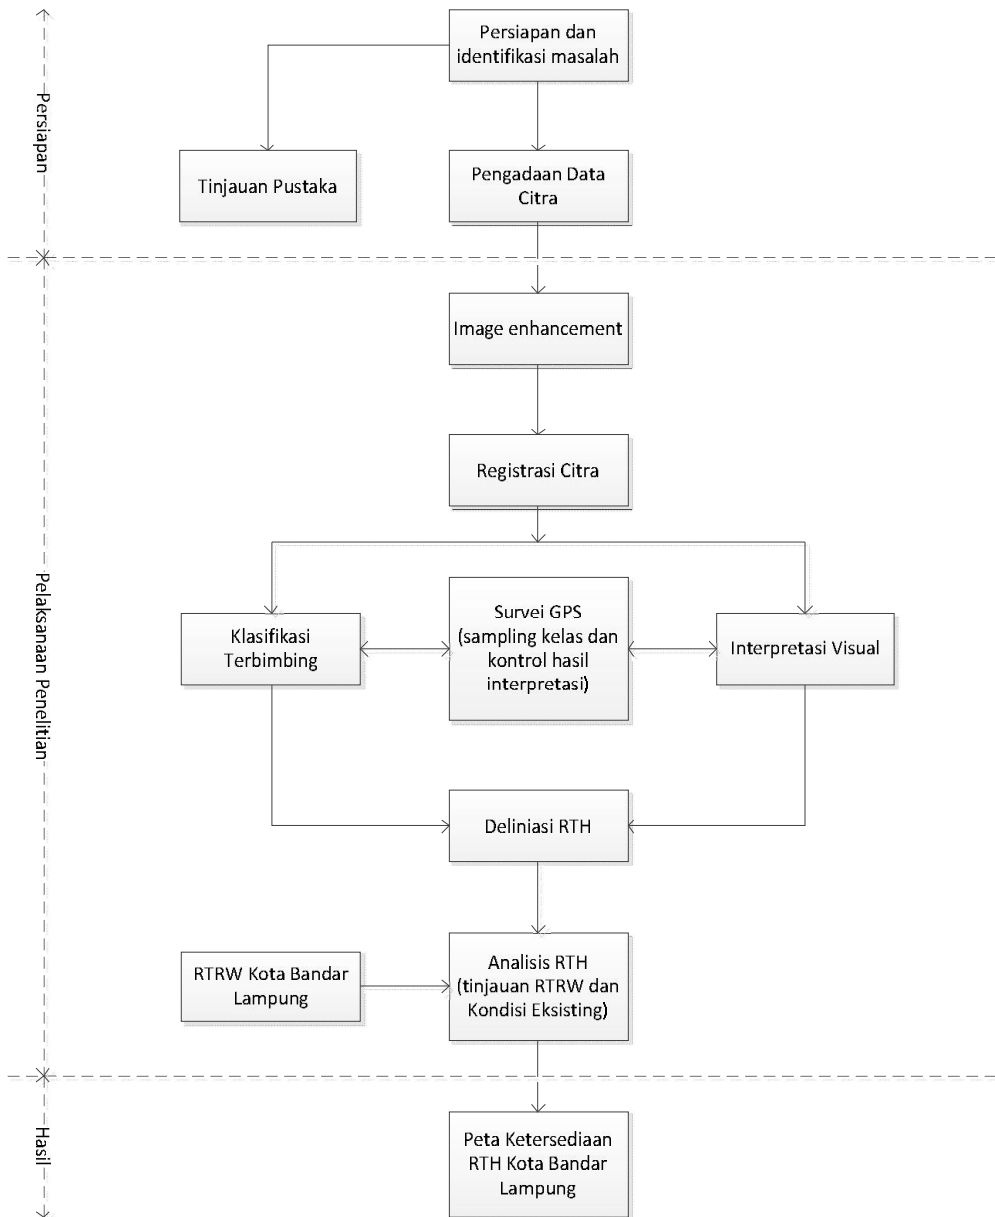 Persiapan
Persiapan dan
identifikasi masalah
Tinjauan Pustaka
Pengadaan Data
Citra
Pelaksanaan Penelitian
Image enhancement
Registrasi Citra
Klasifikasi
Terbimbing
Survei GPS
(sampling kelas dan
kontrol hasil
interpretasi)
Interpretasi Visual
Deliniasi RTH
RTRW Kota Bandar
Lampung
Analisis RTH
(tinjauan RTRW dan
Kondisi Eksisting)
Hasil
Peta Ketersediaan
RTH Kota Bandar
Lampung